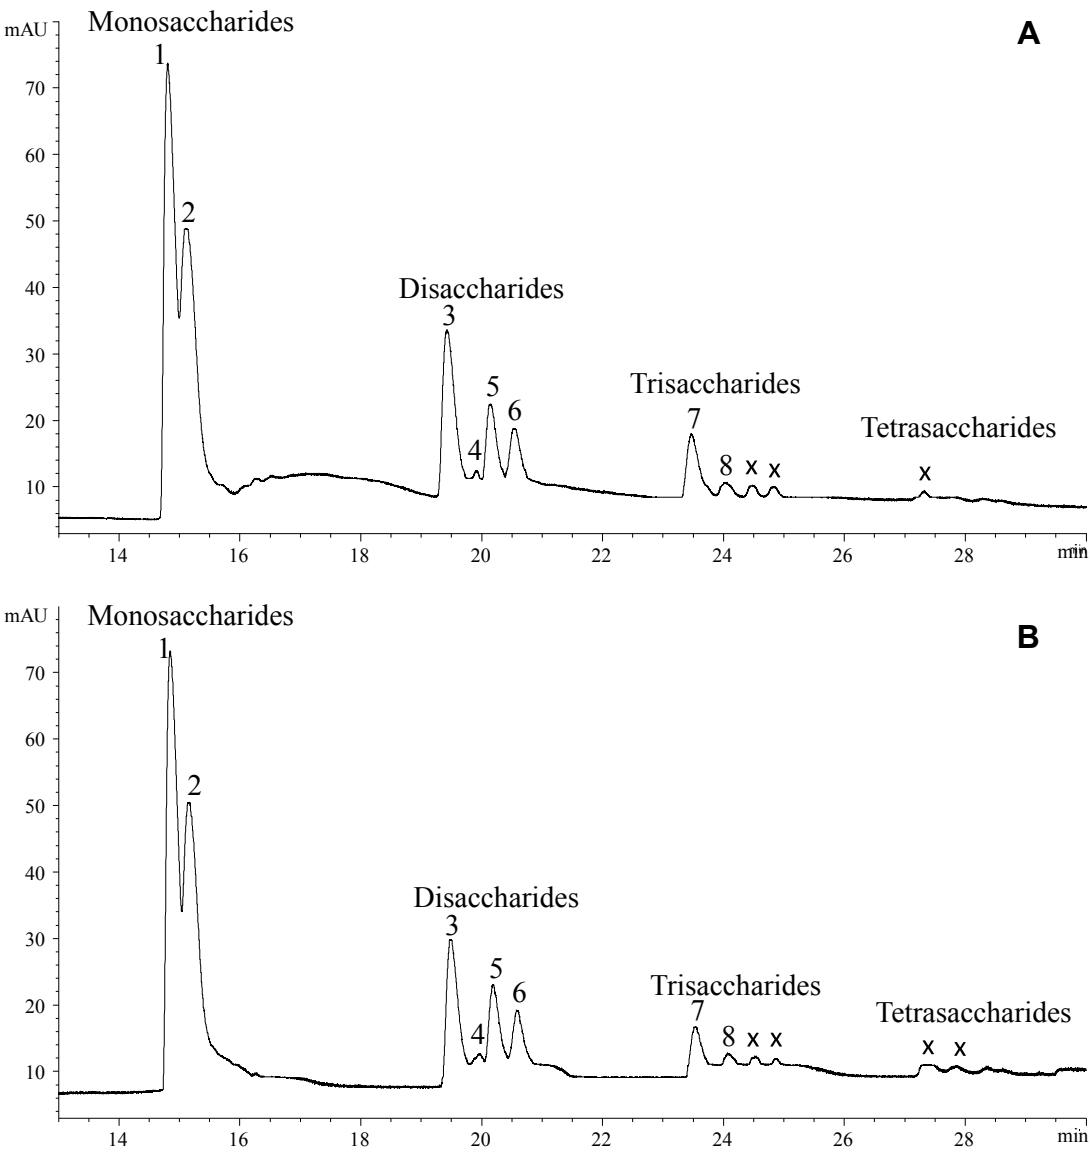 Monosaccharides
A
mAU
1
70
60
50
2
40
Disaccharides
3
30
Trisaccharides
5
7
Tetrasaccharides
20
6
4
8 x x
x
10
14 16 18 20 22 24 26 28 min
Monosaccharides
mAU
B
1
70
60
2
50
40
Disaccharides
3
30
5
Trisaccharides
6
7
Tetrasaccharides
20
4
8 x x
x x
10
14 16 18 20 22 24 26 28 min